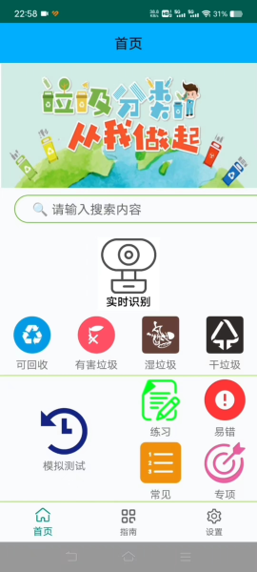 22:58
31%
首页
垃圾分类
从我做起
请输入搜索内容
实时识别
可回收
有害垃圾
湿垃圾
干垃圾
模拟测试
练习
易错
常见
专项
首页
指南
设置